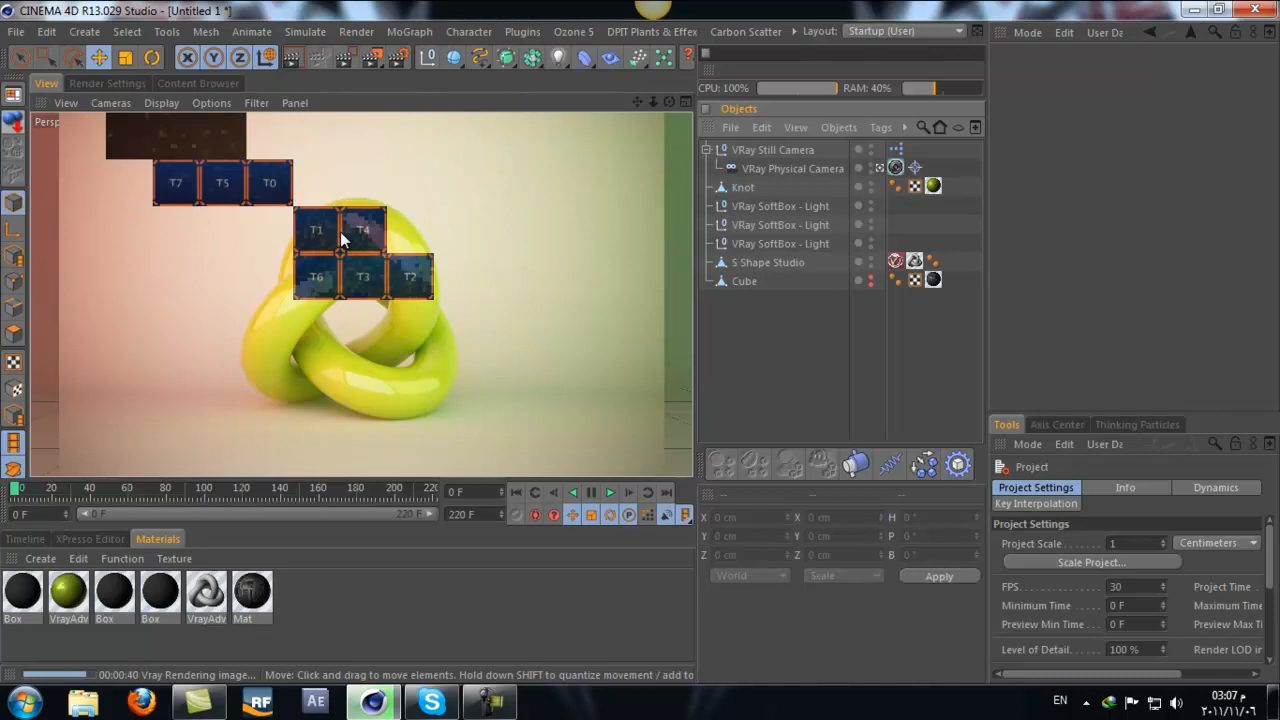 CINEMA 4D R13.029 Studio - [Untitled 1 *]
File Edit Create Select Tools Mesh Animate Simulate Render MoGraph Character Plugins Ozone 5 DPIT Plants & Effex Carbon Scatter Layout: Startup (User)
File Edit User Da
X Y Z
View Render Settings Content Browser
CPU: 100% RAM: 40%
View Cameras Display Options Filter Panel
Objects
Persp
File Edit View Objects Tags
VRay Still Camera
VRay Physical Camera
Knot
VRay SoftBox - Light
VRay SoftBox - Light
VRay SoftBox - Light
S Shape Studio
Cube
T7 T5 T0
T1 T4
T6 T3 T2
Tools Axis Center Thinking Particles
Mode Edit User Da
Project
Project Settings Info Dynamics
Key Interpolation
Project Settings
Project Scale 1 Centimeters
Scale Project...
FPS 30 Project Time
Minimum Time 0 F Maximum Time
Preview Min Time 0 F Preview Max Ti
Level of Detail 100 % Render LOD in
0 20 40 60 80 100 120 140 160 180 200 220 0 F
0 F 0 F 220 F 220 F
Timeline XPresso Editor Materials
Create Edit Function Texture
Box VrayAdv Box Box VrayAdv Mat
-- -- --
X 0 cm X 0 cm H 0 °
Y 0 cm Y 0 cm P 0 °
Z 0 cm Z 0 cm B 0 °
World Scale Apply
00:00:40 Vray Rendering image... Move: Click and drag to move elements. Hold down SHIFT to quantize movement / add to
RF Ae S
EN
03:07 م
٢٠١١/١١/٠٦